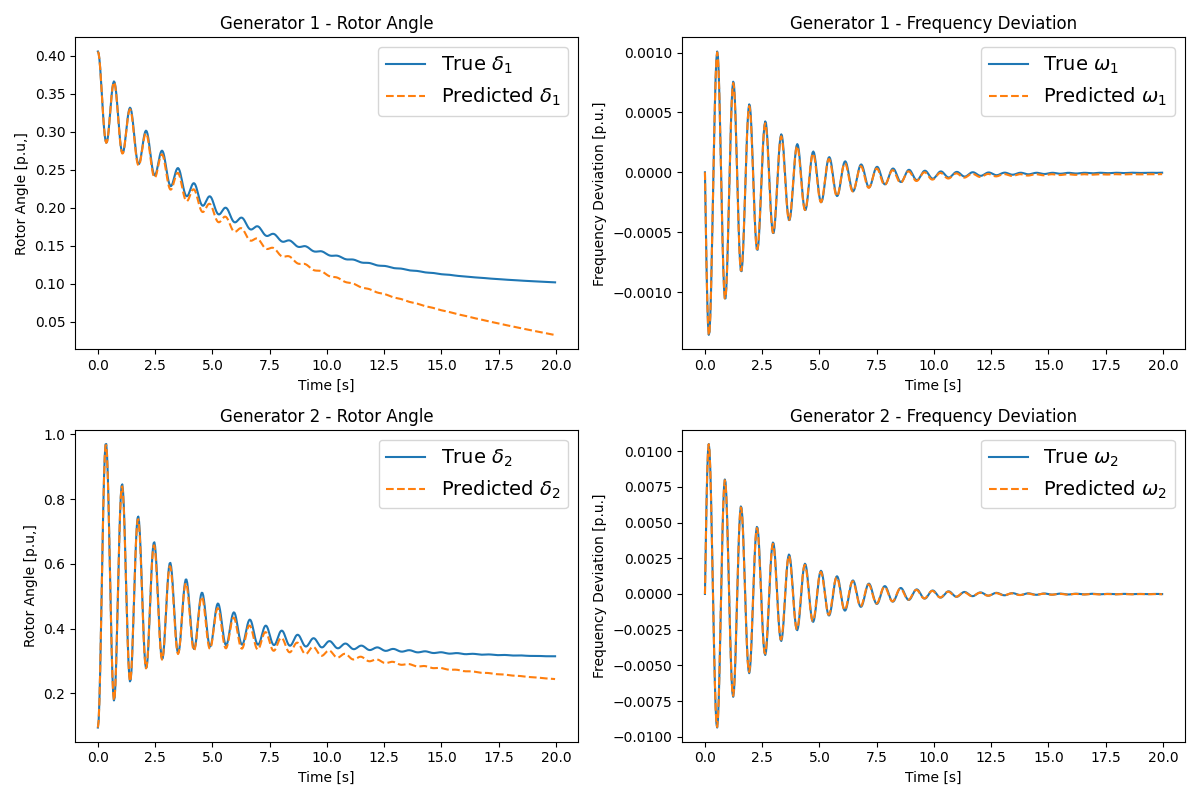 Generator 1 - Rotor Angle
Rotor Angle [p.u,]
0.40
0.35
0.30
0.25
0.20
0.15
0.10
0.05
True δ₁
Predicted δ₁
0.0 2.5 5.0 7.5 10.0 12.5 15.0 17.5 20.0
Time [s]
Generator 1 - Frequency Deviation
Frequency Deviation [p.u.]
0.0010
0.0005
0.0000
−0.0005
−0.0010
True ω₁
Predicted ω₁
0.0 2.5 5.0 7.5 10.0 12.5 15.0 17.5 20.0
Time [s]
Generator 2 - Rotor Angle
Rotor Angle [p.u,]
1.0
0.8
0.6
0.4
0.2
True δ₂
Predicted δ₂
0.0 2.5 5.0 7.5 10.0 12.5 15.0 17.5 20.0
Time [s]
Generator 2 - Frequency Deviation
Frequency Deviation [p.u.]
0.0100
0.0075
0.0050
0.0025
0.0000
−0.0025
−0.0050
−0.0075
−0.0100
True ω₂
Predicted ω₂
0.0 2.5 5.0 7.5 10.0 12.5 15.0 17.5 20.0
Time [s]